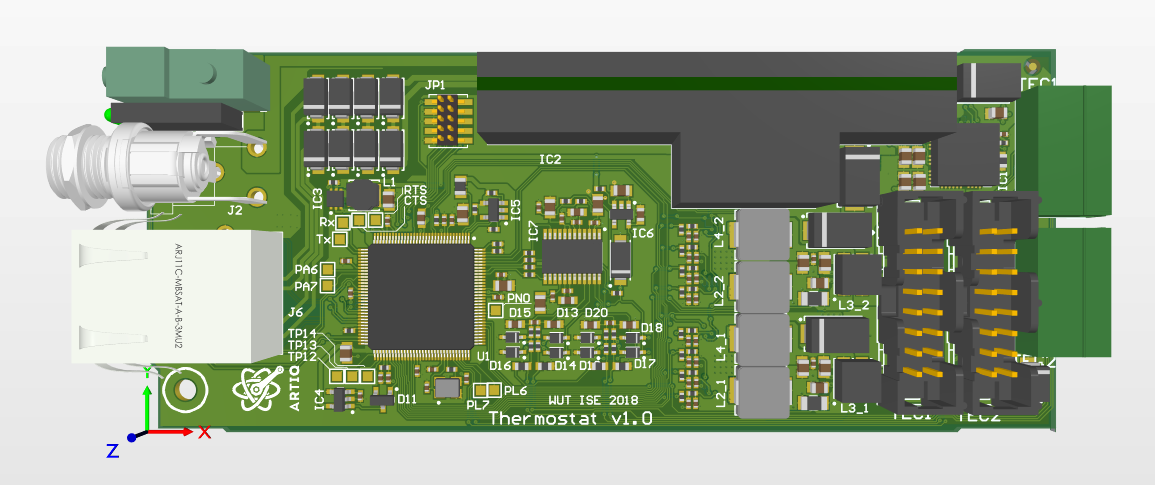 JP1
TEC1
IC2
IC1
L1
IC3
RTS
CTS
J2
Rx
Tx
IC5
IC7
IC6
L4_2
PA6
PA7
L2_2
L3_2
PN0
J6
D15
D13
D20
D18
TP14
TP13
TP12
U1
L4_1
D16
D14
D17
ARJ11C-MBSAT-A-B-3MU2
ARTIQ
IC4
D11
PL6
PL7
L2_1
L3_1
WUT ISE 2018
Thermostat v1.0
TEC1
TEC2
Y
X
Z